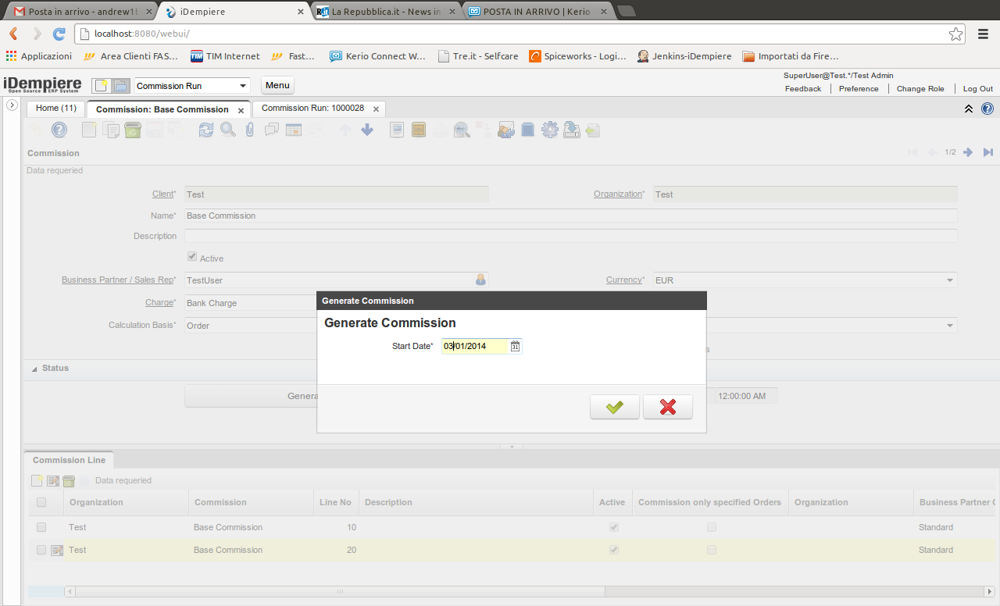 Posta in arrivo - andrew1b
iDempiere
La Repubblica.it - News in
POSTA IN ARRIVO | Kerio
localhost:8080/webui/
Applicazioni
Area Clienti FAS...
TIM Internet
Fast...
Kerio Connect W...
Tre.it - Selfcare
Spiceworks - Logi...
Jenkins-iDempiere
Importati da Fire...
iDempiere
Open Source ERP System
Commission Run
Menu
SuperUser@Test.*/Test Admin
Feedback
Preference
Change Role
Log Out
Home (11)
Commission: Base Commission
Commission Run: 1000028
Commission
1/2
Data requeried
Client*
Test
Organization*
Test
Name*
Base Commission
Description
Active
Business Partner / Sales Rep*
TestUser
Currency*
EUR
Charge*
Bank Charge
Calculation Basis*
Order
s
Generate Commission
Generate Commission
Start Date*
03/01/2014
31
Status
Genera
12:00:00 AM
Commission Line
Data requeried
Organization
Commission
Line No
Description
Active
Commission only specified Orders
Organization
Business Partner G
Test
Base Commission
10
Standard
Test
Base Commission
20
Standard